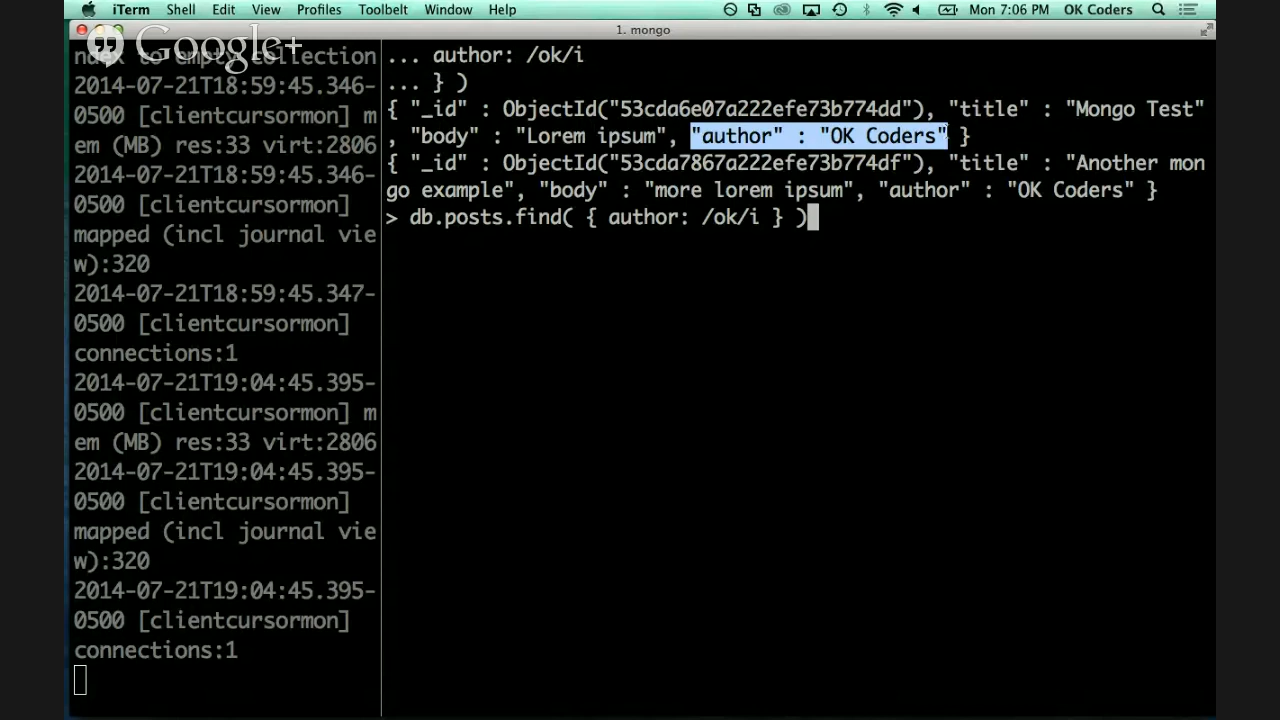 iTerm Shell Edit View Profiles Toolbelt Window Help Mon 7:06 PM OK Coders
1. mongo
Google+
ndex to empty collection
2014-07-21T18:59:45.346-
0500 [clientcursormon] m
em (MB) res:33 virt:2806
2014-07-21T18:59:45.346-
0500 [clientcursormon]
mapped (incl journal vie
w):320
2014-07-21T18:59:45.347-
0500 [clientcursormon]
connections:1
2014-07-21T19:04:45.395-
0500 [clientcursormon] m
em (MB) res:33 virt:2806
2014-07-21T19:04:45.395-
0500 [clientcursormon]
mapped (incl journal vie
w):320
2014-07-21T19:04:45.395-
0500 [clientcursormon]
connections:1
... author: /ok/i
... } )
{ "_id" : ObjectId("53cda6e07a222efe73b774dd"), "title" : "Mongo Test"
, "body" : "Lorem ipsum", "author" : "OK Coders" }
{ "_id" : ObjectId("53cda7867a222efe73b774df"), "title" : "Another mon
go example", "body" : "more lorem ipsum", "author" : "OK Coders" }
> db.posts.find( { author: /ok/i } )